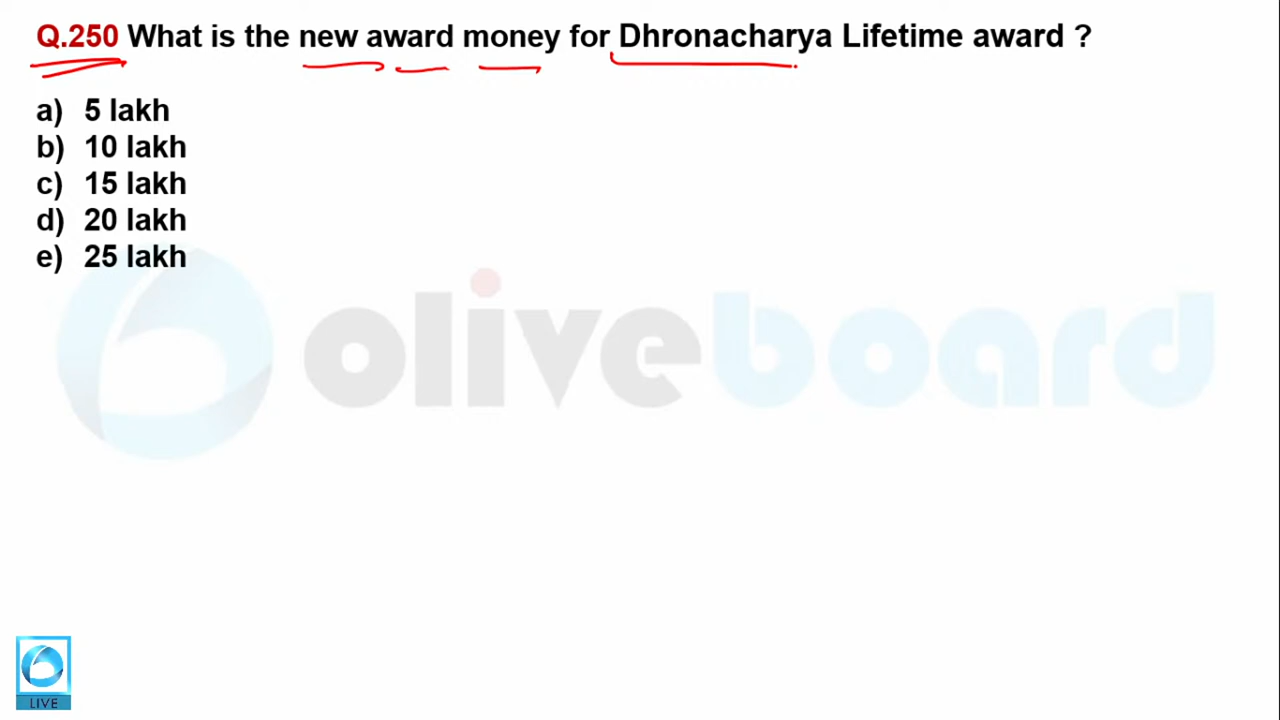 Q.250 What is the new award money for Dhronacharya Lifetime award ?
a) 5 lakh
b) 10 lakh
c) 15 lakh
d) 20 lakh
e) 25 lakh
oliveboard
LIVE